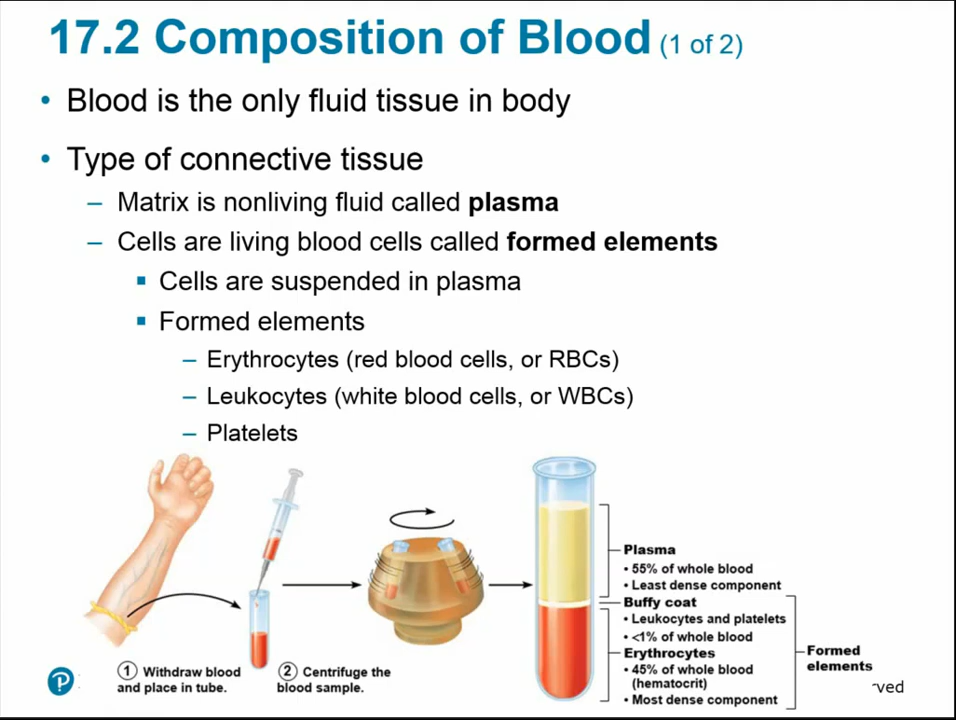 17.2 Composition of Blood (1 of 2)
• Blood is the only fluid tissue in body
• Type of connective tissue
– Matrix is nonliving fluid called plasma
– Cells are living blood cells called formed elements
▪ Cells are suspended in plasma
▪ Formed elements
– Erythrocytes (red blood cells, or RBCs)
– Leukocytes (white blood cells, or WBCs)
– Platelets
1 Withdraw blood
and place in tube.
2 Centrifuge the
blood sample.
Plasma
• 55% of whole blood
• Least dense component
Buffy coat
• Leukocytes and platelets
• <1% of whole blood
Erythrocytes
• 45% of whole blood
(hematocrit)
• Most dense component
Formed
elements
P